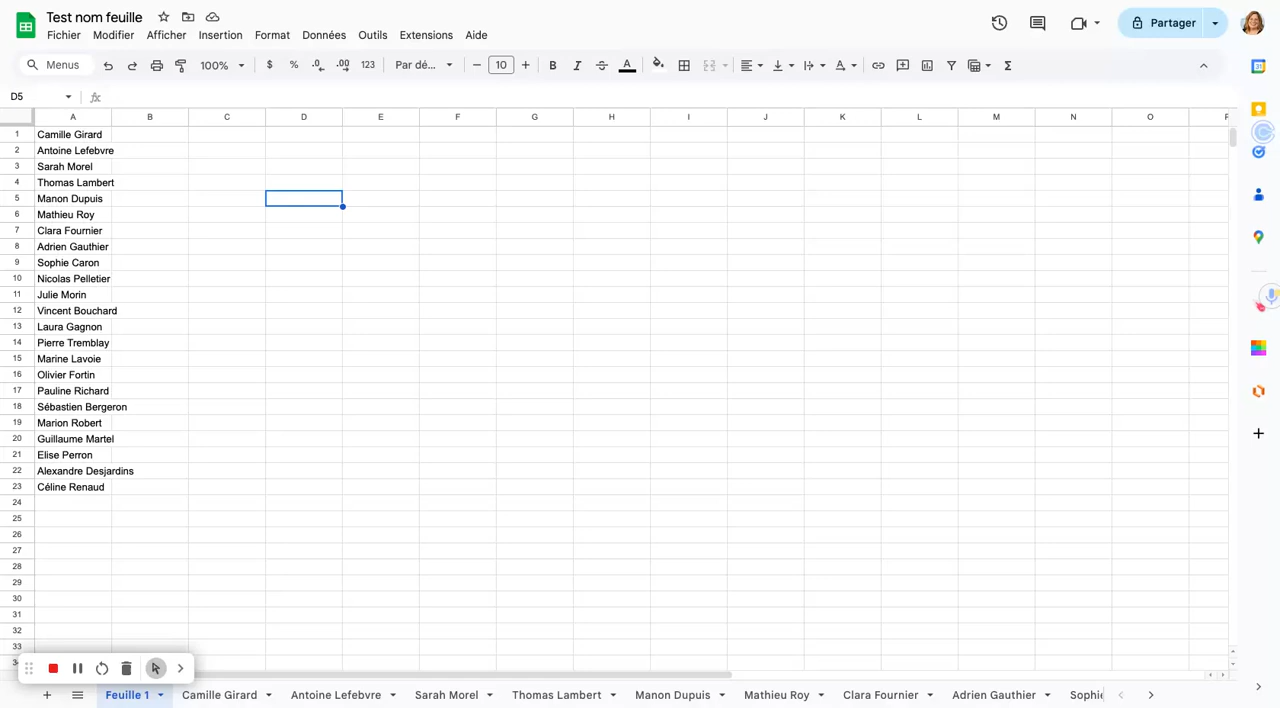 Test nom feuille
Fichier Modifier Afficher Insertion Format Données Outils Extensions Aide
Partager
Menus 100% $ % .0 .00 123 Par dé... 10 B I A Σ
D5 fx
A B C D E F G H I J K L M N O
1 Camille Girard
2 Antoine Lefebvre
3 Sarah Morel
4 Thomas Lambert
5 Manon Dupuis
6 Mathieu Roy
7 Clara Fournier
8 Adrien Gauthier
9 Sophie Caron
10 Nicolas Pelletier
11 Julie Morin
12 Vincent Bouchard
13 Laura Gagnon
14 Pierre Tremblay
15 Marine Lavoie
16 Olivier Fortin
17 Pauline Richard
18 Sébastien Bergeron
19 Marion Robert
20 Guillaume Martel
21 Elise Perron
22 Alexandre Desjardins
23 Céline Renaud
24
25
26
27
28
29
30
31
32
33
Feuille 1 Camille Girard Antoine Lefebvre Sarah Morel Thomas Lambert Manon Dupuis Mathieu Roy Clara Fournier Adrien Gauthier Sophie